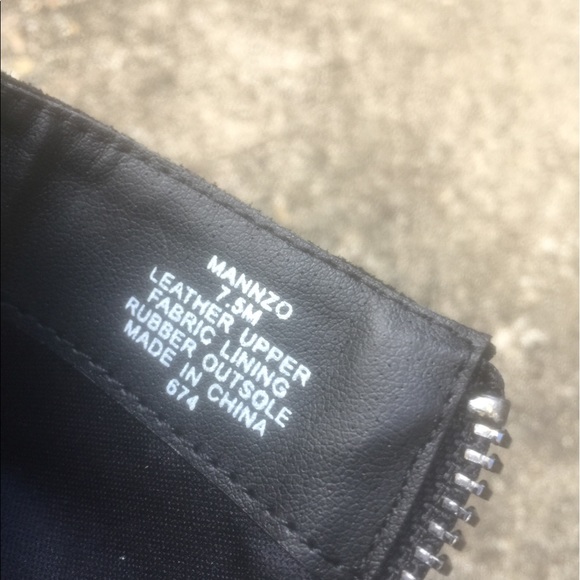 MANNZO
7.5M
LEATHER UPPER
FABRIC LINING
RUBBER OUTSOLE
MADE IN CHINA
674